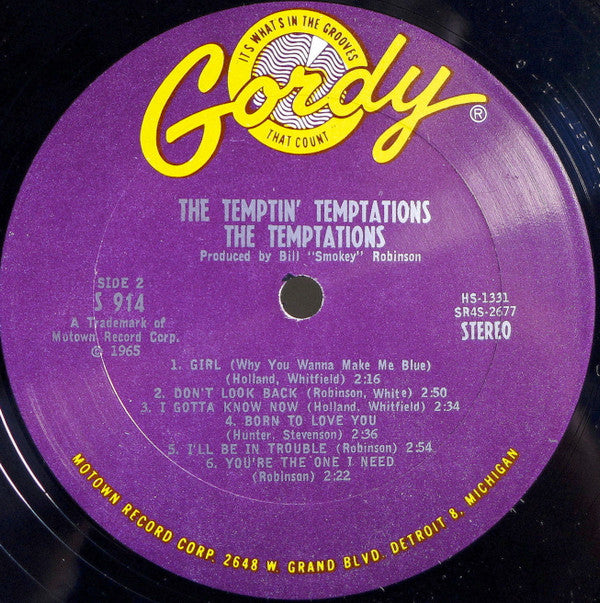 IT'S WHAT'S IN THE GROOVES
Gordy®
THAT COUNT
THE TEMPTIN' TEMPTATIONS
THE TEMPTATIONS
Produced by Bill "Smokey" Robinson
SIDE 2
S 914
A Trademark of
Motown Record Corp.
© 1965
HS-1331
SR4S-2677
STEREO
1. GIRL (Why You Wanna Make Me Blue)
(Holland, Whitfield) 2:16
2. DON'T LOOK BACK (Robinson, White) 2:50
3. I GOTTA KNOW NOW (Holland, Whitfield) 2:34
4. BORN TO LOVE YOU
(Hunter, Stevenson) 2:36
5. I'LL BE IN TROUBLE (Robinson) 2:54
6. YOU'RE THE ONE I NEED
(Robinson) 2:22
MOTOWN RECORD CORP. 2648 W. GRAND BLVD. DETROIT 8, MICHIGAN